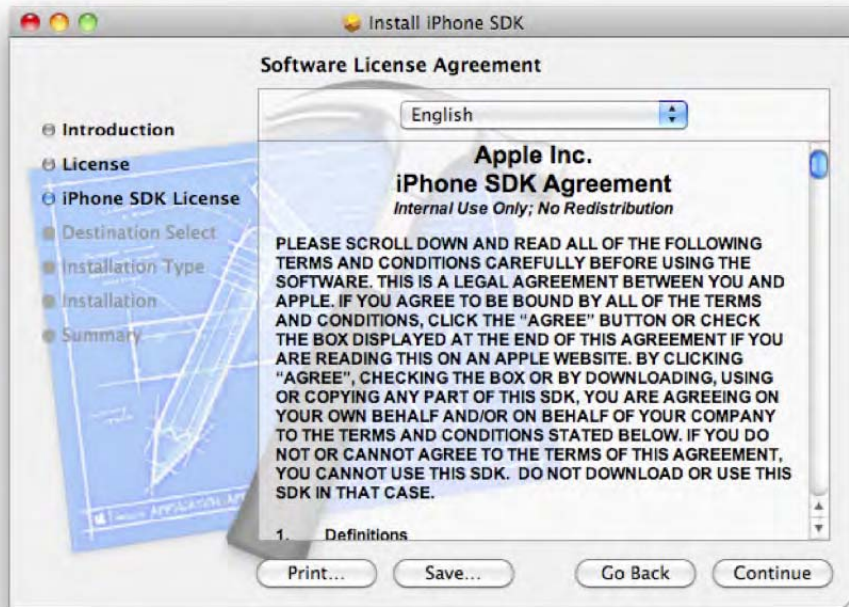 Install iPhone SDK
Software License Agreement
Introduction
License
iPhone SDK License
Destination Select
Installation Type
Installation
Summary
English
Apple Inc.
iPhone SDK Agreement
Internal Use Only; No Redistribution
PLEASE SCROLL DOWN AND READ ALL OF THE FOLLOWING
TERMS AND CONDITIONS CAREFULLY BEFORE USING THE
SOFTWARE. THIS IS A LEGAL AGREEMENT BETWEEN YOU AND
APPLE. IF YOU AGREE TO BE BOUND BY ALL OF THE TERMS
AND CONDITIONS, CLICK THE “AGREE” BUTTON OR CHECK
THE BOX DISPLAYED AT THE END OF THIS AGREEMENT IF YOU
ARE READING THIS ON AN APPLE WEBSITE. BY CLICKING
“AGREE”, CHECKING THE BOX OR BY DOWNLOADING, USING
OR COPYING ANY PART OF THIS SDK, YOU ARE AGREEING ON
YOUR OWN BEHALF AND/OR ON BEHALF OF YOUR COMPANY
TO THE TERMS AND CONDITIONS STATED BELOW. IF YOU DO
NOT OR CANNOT AGREE TO THE TERMS OF THIS AGREEMENT,
YOU CANNOT USE THIS SDK. DO NOT DOWNLOAD OR USE THIS
SDK IN THAT CASE.
1. Definitions
APPLICATION
Print...
Save...
Go Back
Continue